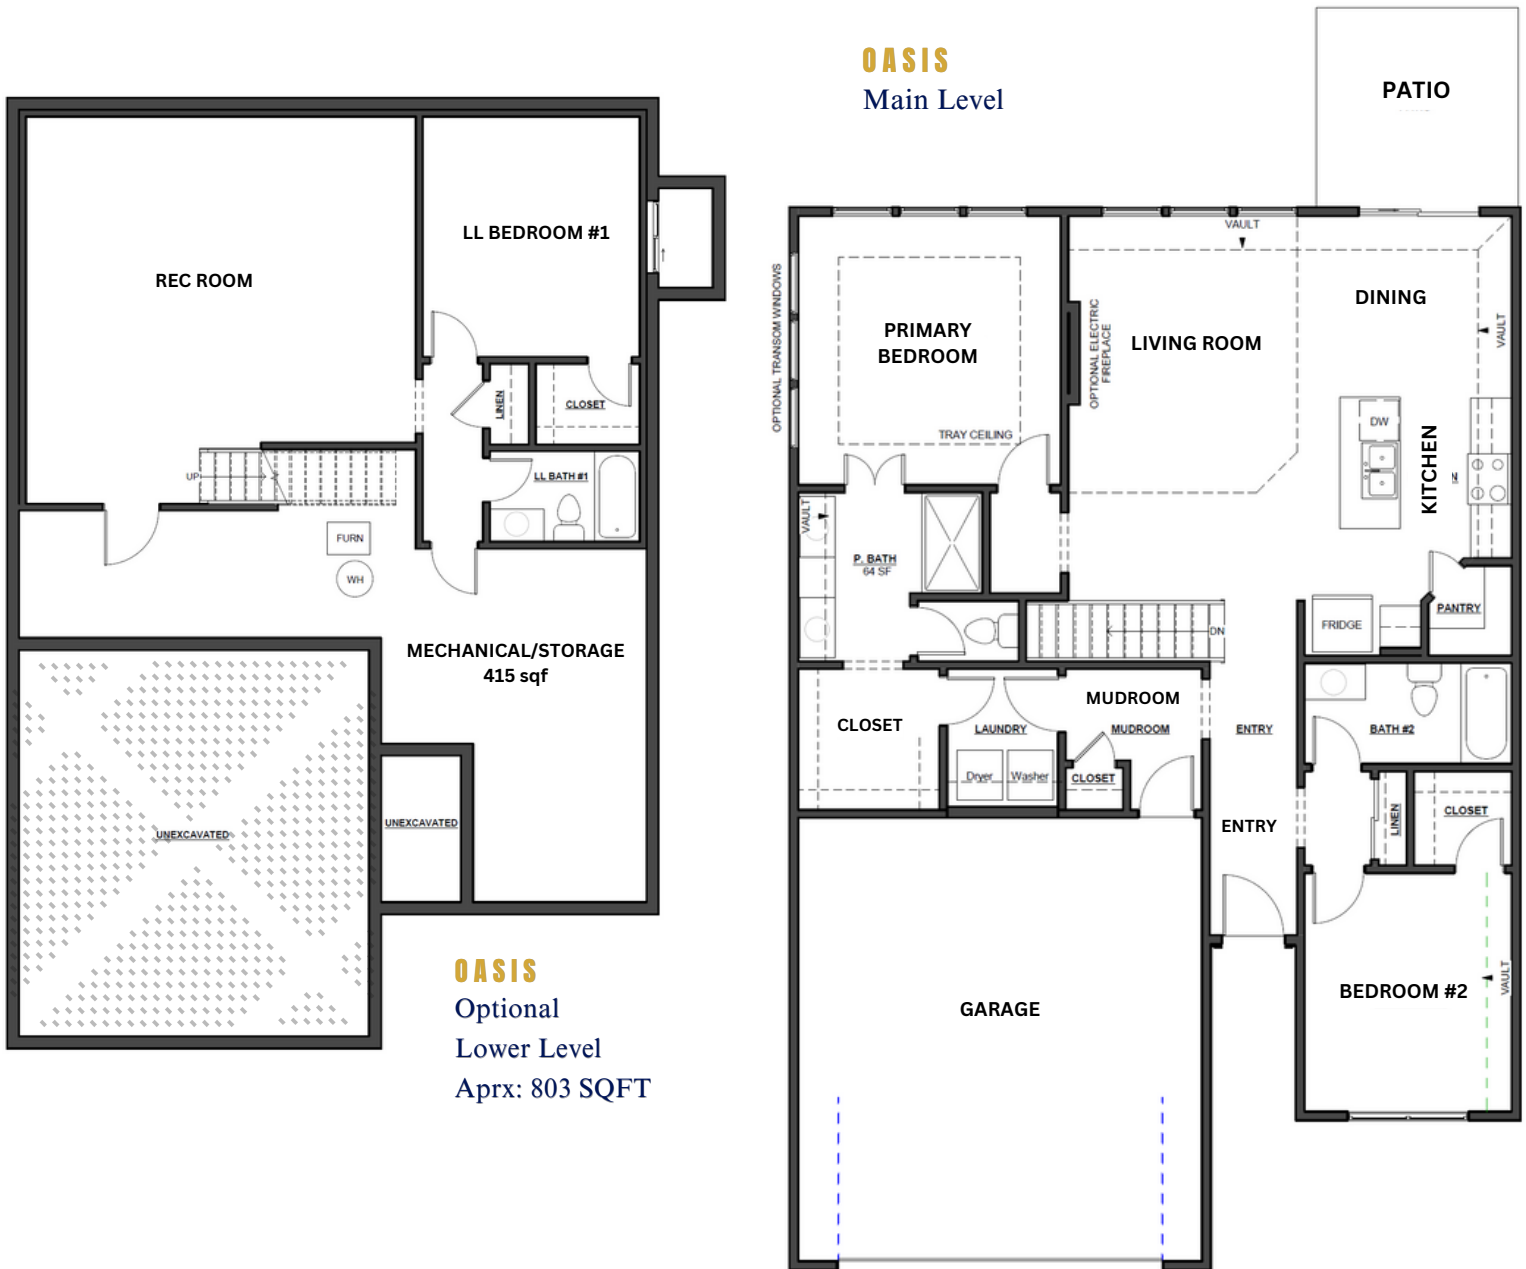 OASIS
Main Level
PATIO
REC ROOM
LL BEDROOM #1
LINEN
CLOSET
UP
LL BATH #1
FURN
WH
MECHANICAL/STORAGE
415 sqf
UNEXCAVATED
UNEXCAVATED
OASIS
Optional
Lower Level
Aprx: 803 SQFT
VAULT
OPTIONAL TRANSOM WINDOWS
PRIMARY
BEDROOM
TRAY CEILING
OPTIONAL ELECTRIC
FIREPLACE
LIVING ROOM
DINING
VAULT
DW
KITCHEN
VAULT
P. BATH
64 SF
DN
FRIDGE
PANTRY
CLOSET
LAUNDRY
Dryer
Washer
MUDROOM
MUDROOM
CLOSET
ENTRY
ENTRY
BATH #2
LINEN
CLOSET
GARAGE
BEDROOM #2
VAULT